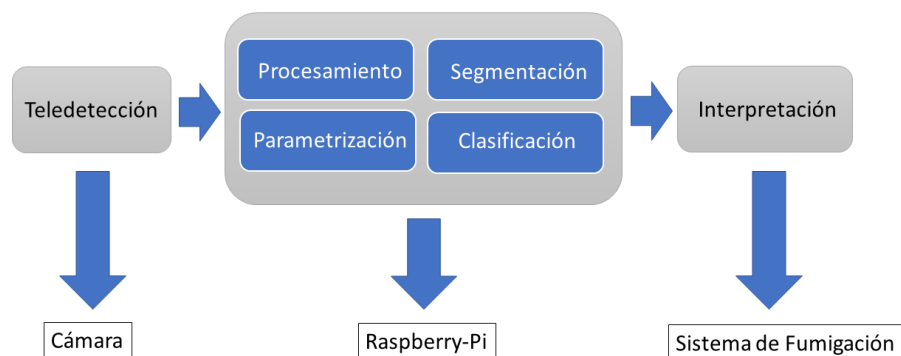 Teledetección
Procesamiento
Segmentación
Parametrización
Clasificación
Interpretación
Cámara
Raspberry-Pi
Sistema de Fumigación